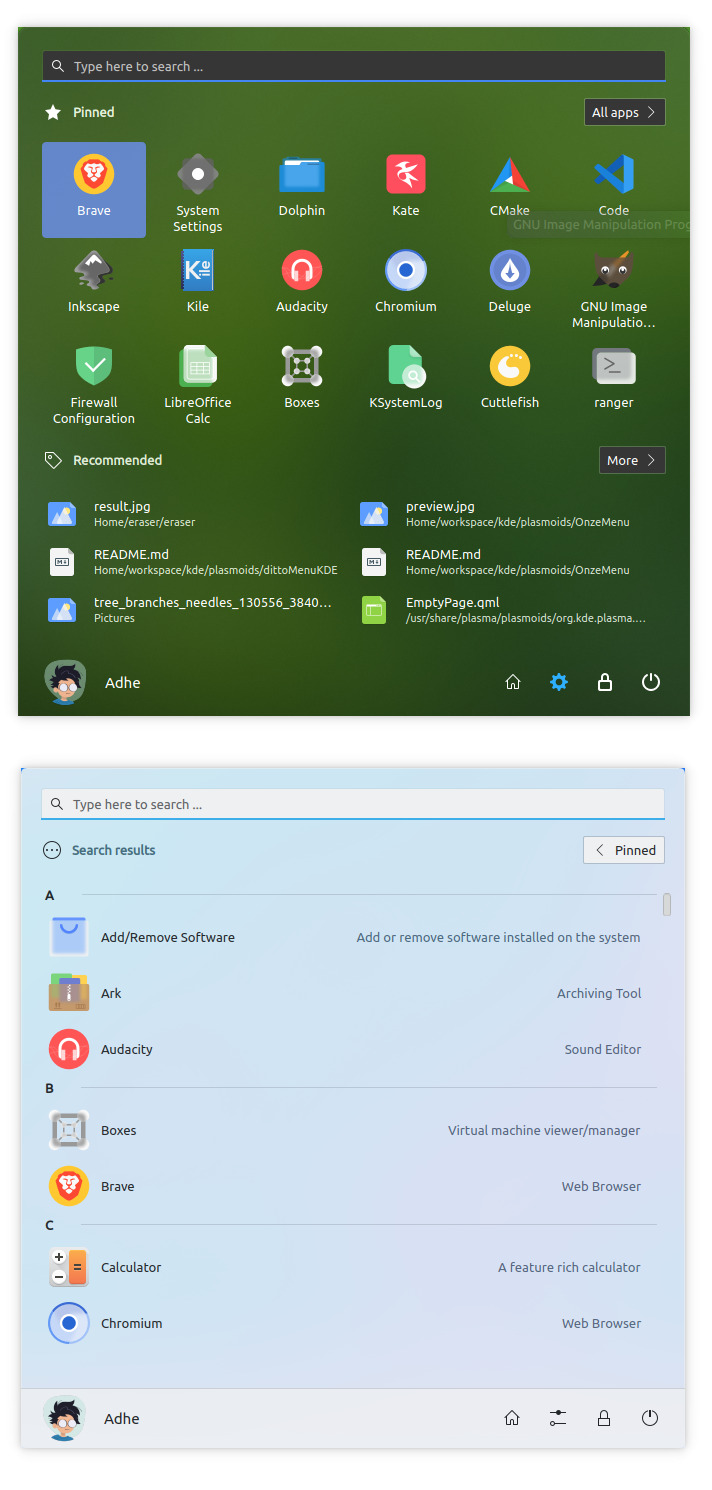 Type here to search ...
Pinned
All apps
Brave
System
Settings
Dolphin
Kate
CMake
Code
GNU Image Manipulation Prog
Inkscape
Kile
Audacity
Chromium
Deluge
GNU Image
Manipulatio...
Firewall
Configuration
LibreOffice
Calc
Boxes
KSystemLog
Cuttlefish
ranger
Recommended
More
result.jpg
Home/eraser/eraser
preview.jpg
Home/workspace/kde/plasmoids/OnzeMenu
README.md
Home/workspace/kde/plasmoids/dittoMenuKDE
README.md
Home/workspace/kde/plasmoids/OnzeMenu
tree_branches_needles_130556_3840...
Pictures
EmptyPage.qml
/usr/share/plasma/plasmoids/org.kde.plasma....
Adhe
Type here to search ...
Search results
Pinned
A
Add/Remove Software
Add or remove software installed on the system
Ark
Archiving Tool
Audacity
Sound Editor
B
Boxes
Virtual machine viewer/manager
Brave
Web Browser
C
Calculator
A feature rich calculator
Chromium
Web Browser
Adhe